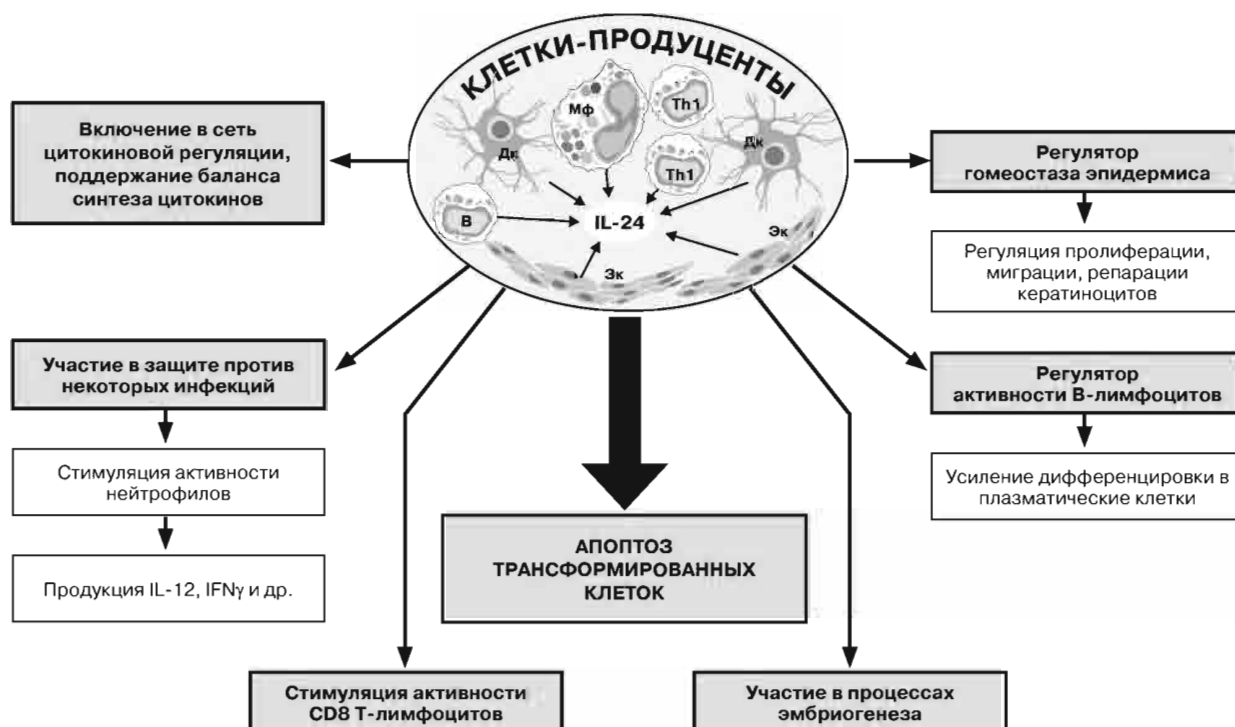 КЛЕТКИ-ПРОДУЦЕНТЫ
Мф
Th1
Th1
Дк
Дк
В
IL-24
Эк
Эк
Включение в сеть
цитокиновой регуляции,
поддержание баланса
синтеза цитокинов
Регулятор
гомеостаза эпидермиса
Регуляция пролиферации,
миграции, репарации
кератиноцитов
Участие в защите против
некоторых инфекций
Стимуляция активности
нейтрофилов
Продукция IL-12, IFNγ и др.
Регулятор
активности В-лимфоцитов
Усиление дифференцировки в
плазматические клетки
АПОПТОЗ
ТРАНСФОРМИРОВАННЫХ
КЛЕТОК
Стимуляция активности
CD8 Т-лимфоцитов
Участие в процессах
эмбриогенеза